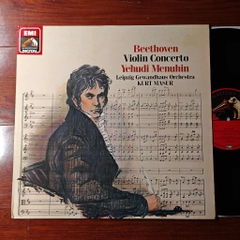 EMI
Beethoven
Violin Concerto
Yehudi Menuhin
Leipzig Gewandhaus Orchestra
KURT MASUR